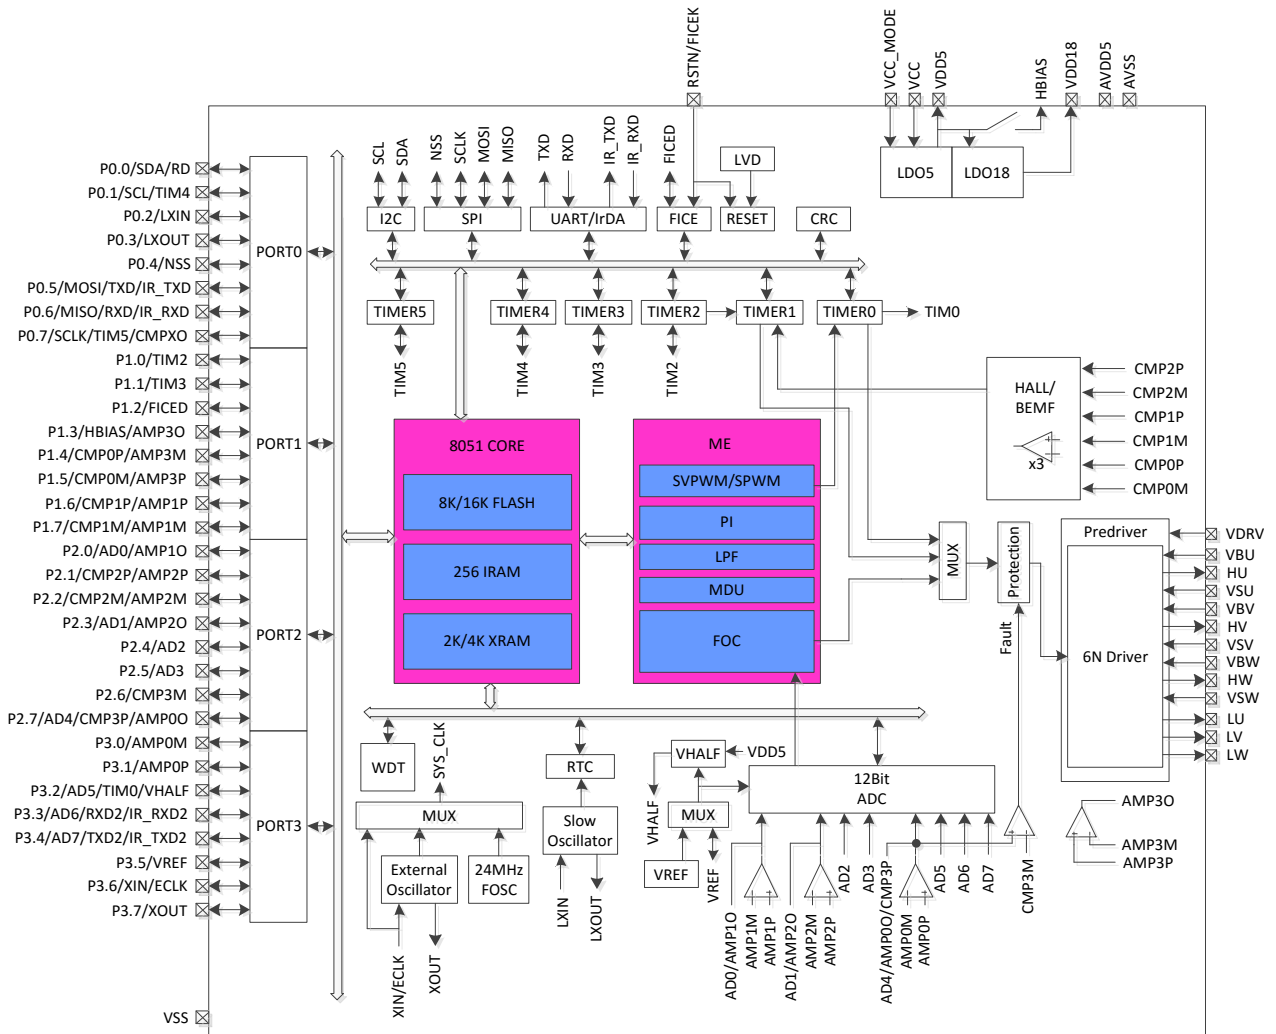 RSTN/FICEK
VCC_MODE
VCC
VDD5
HBIAS
VDD18
AVDD5
AVSS
P0.0/SDA/RD
P0.1/SCL/TIM4
P0.2/LXIN
P0.3/LXOUT
P0.4/NSS
P0.5/MOSI/TXD/IR_TXD
P0.6/MISO/RXD/IR_RXD
P0.7/SCLK/TIM5/CMPXO
P1.0/TIM2
P1.1/TIM3
P1.2/FICED
P1.3/HBIAS/AMP3O
P1.4/CMP0P/AMP3M
P1.5/CMP0M/AMP3P
P1.6/CMP1P/AMP1P
P1.7/CMP1M/AMP1M
P2.0/AD0/AMP1O
P2.1/CMP2P/AMP2P
P2.2/CMP2M/AMP2M
P2.3/AD1/AMP2O
P2.4/AD2
P2.5/AD3
P2.6/CMP3M
P2.7/AD4/CMP3P/AMP0O
P3.0/AMP0M
P3.1/AMP0P
P3.2/AD5/TIM0/VHALF
P3.3/AD6/RXD2/IR_RXD2
P3.4/AD7/TXD2/IR_TXD2
P3.5/VREF
P3.6/XIN/ECLK
P3.7/XOUT
VSS
PORT0
PORT1
PORT2
PORT3
SCL
SDA
NSS
SCLK
MOSI
MISO
TXD
RXD
IR_TXD
IR_RXD
FICED
LVD
I2C
SPI
UART/IrDA
FICE
RESET
CRC
LDO5
LDO18
TIMER5
TIMER4
TIMER3
TIMER2
TIMER1
TIMER0
TIM0
TIM5
TIM4
TIM3
TIM2
HALL/
BEMF
x3
CMP2P
CMP2M
CMP1P
CMP1M
CMP0P
CMP0M
8051 CORE
8K/16K FLASH
256 IRAM
2K/4K XRAM
ME
SVPWM/SPWM
PI
LPF
MDU
FOC
MUX
Protection
Fault
Predriver
6N Driver
VDRV
VBU
HU
VSU
VBV
HV
VSV
VBW
HW
VSW
LU
LV
LW
WDT
SYS_CLK
RTC
MUX
External
Oscillator
24MHz
FOSC
Slow
Oscillator
XIN/ECLK
XOUT
LXIN
LXOUT
VHALF
VDD5
VHALF
MUX
VREF
VREF
12Bit
ADC
AD0/AMP1O
AMP1M
AMP1P
AD1/AMP2O
AMP2M
AMP2P
AD2
AD3
AD4/AMP0O/CMP3P
AMP0M
AMP0P
AD5
AD6
AD7
CMP3M
AMP3O
AMP3M
AMP3P